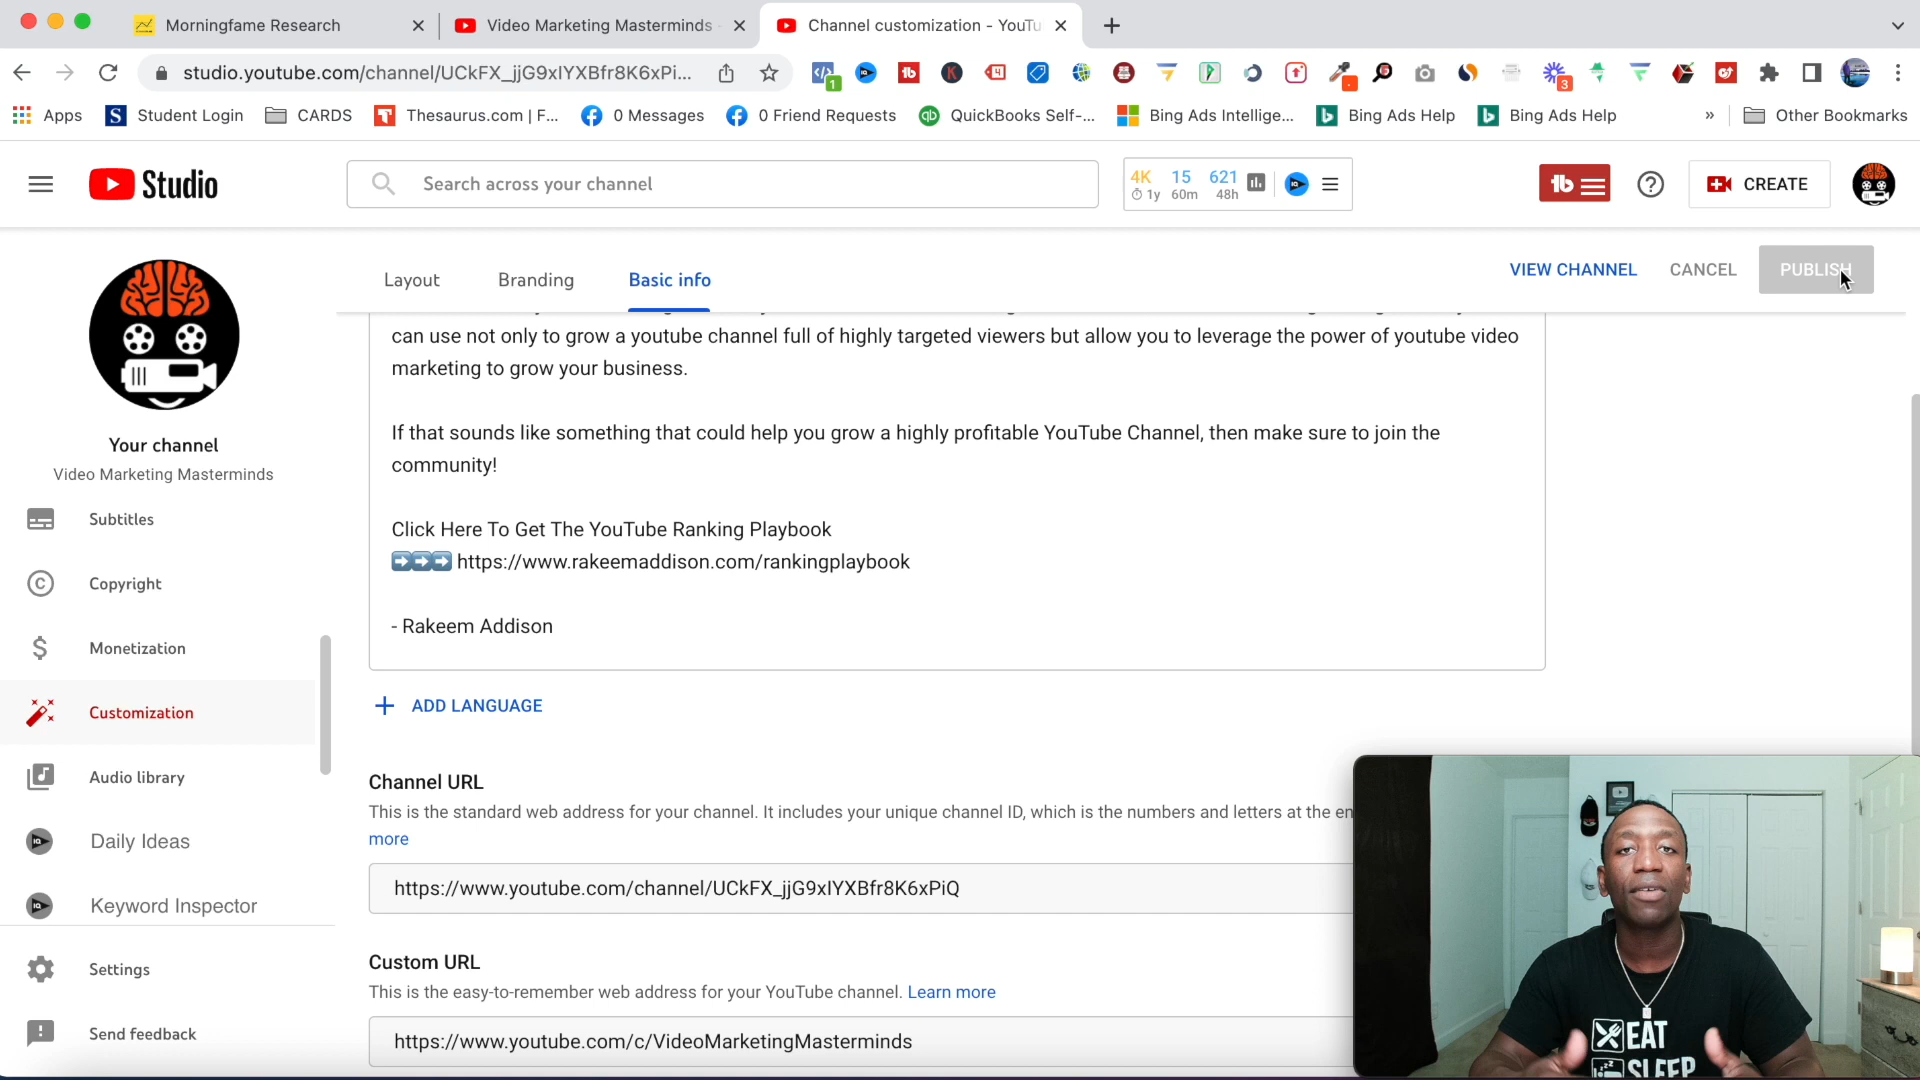 Morningfame Research
Video Marketing Masterminds -
Channel customization - YouTu
studio.youtube.com/channel/UCkFX_jjG9xIYXBfr8K6xPi...
Apps
Student Login
CARDS
Thesaurus.com | F...
0 Messages
0 Friend Requests
QuickBooks Self-...
Bing Ads Intellige...
Bing Ads Help
Bing Ads Help
»
Other Bookmarks
Studio
Search across your channel
4K 15 621
1y 60m 48h
CREATE
Layout
Branding
Basic info
VIEW CHANNEL
CANCEL
PUBLISH
can use not only to grow a youtube channel full of highly targeted viewers but allow you to leverage the power of youtube video
marketing to grow your business.
If that sounds like something that could help you grow a highly profitable YouTube Channel, then make sure to join the
community!
Click Here To Get The YouTube Ranking Playbook
➡➡➡ https://www.rakeemaddison.com/rankingplaybook
- Rakeem Addison
ADD LANGUAGE
Channel URL
This is the standard web address for your channel. It includes your unique channel ID, which is the numbers and letters at the en
more
https://www.youtube.com/channel/UCkFX_jjG9xIYXBfr8K6xPiQ
Custom URL
This is the easy-to-remember web address for your YouTube channel. Learn more
https://www.youtube.com/c/VideoMarketingMasterminds
Your channel
Video Marketing Masterminds
Subtitles
Copyright
Monetization
Customization
Audio library
Daily Ideas
Keyword Inspector
Settings
Send feedback
EAT
SLEEP